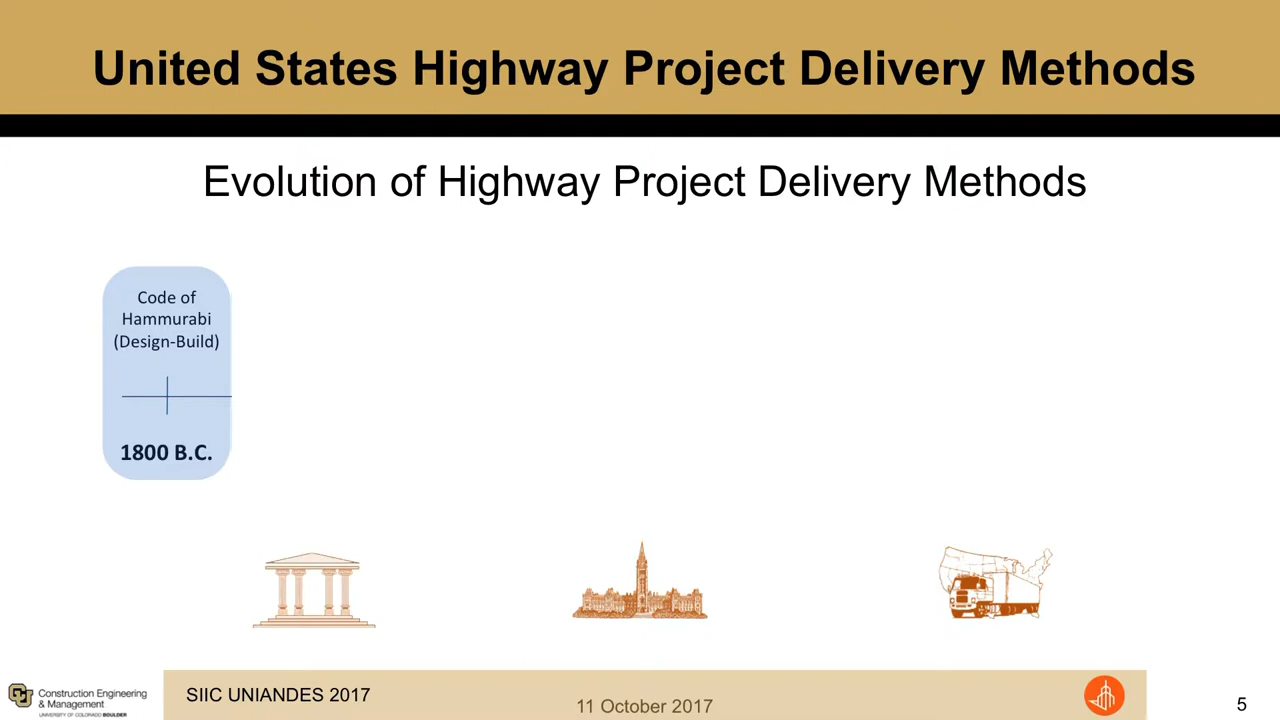 United States Highway Project Delivery Methods
Evolution of Highway Project Delivery Methods
Code of
Hammurabi
(Design-Build)
1800 B.C.
Construction Engineering
& Management
UNIVERSITY OF COLORADO BOULDER
SIIC UNIANDES 2017
11 October 2017
5